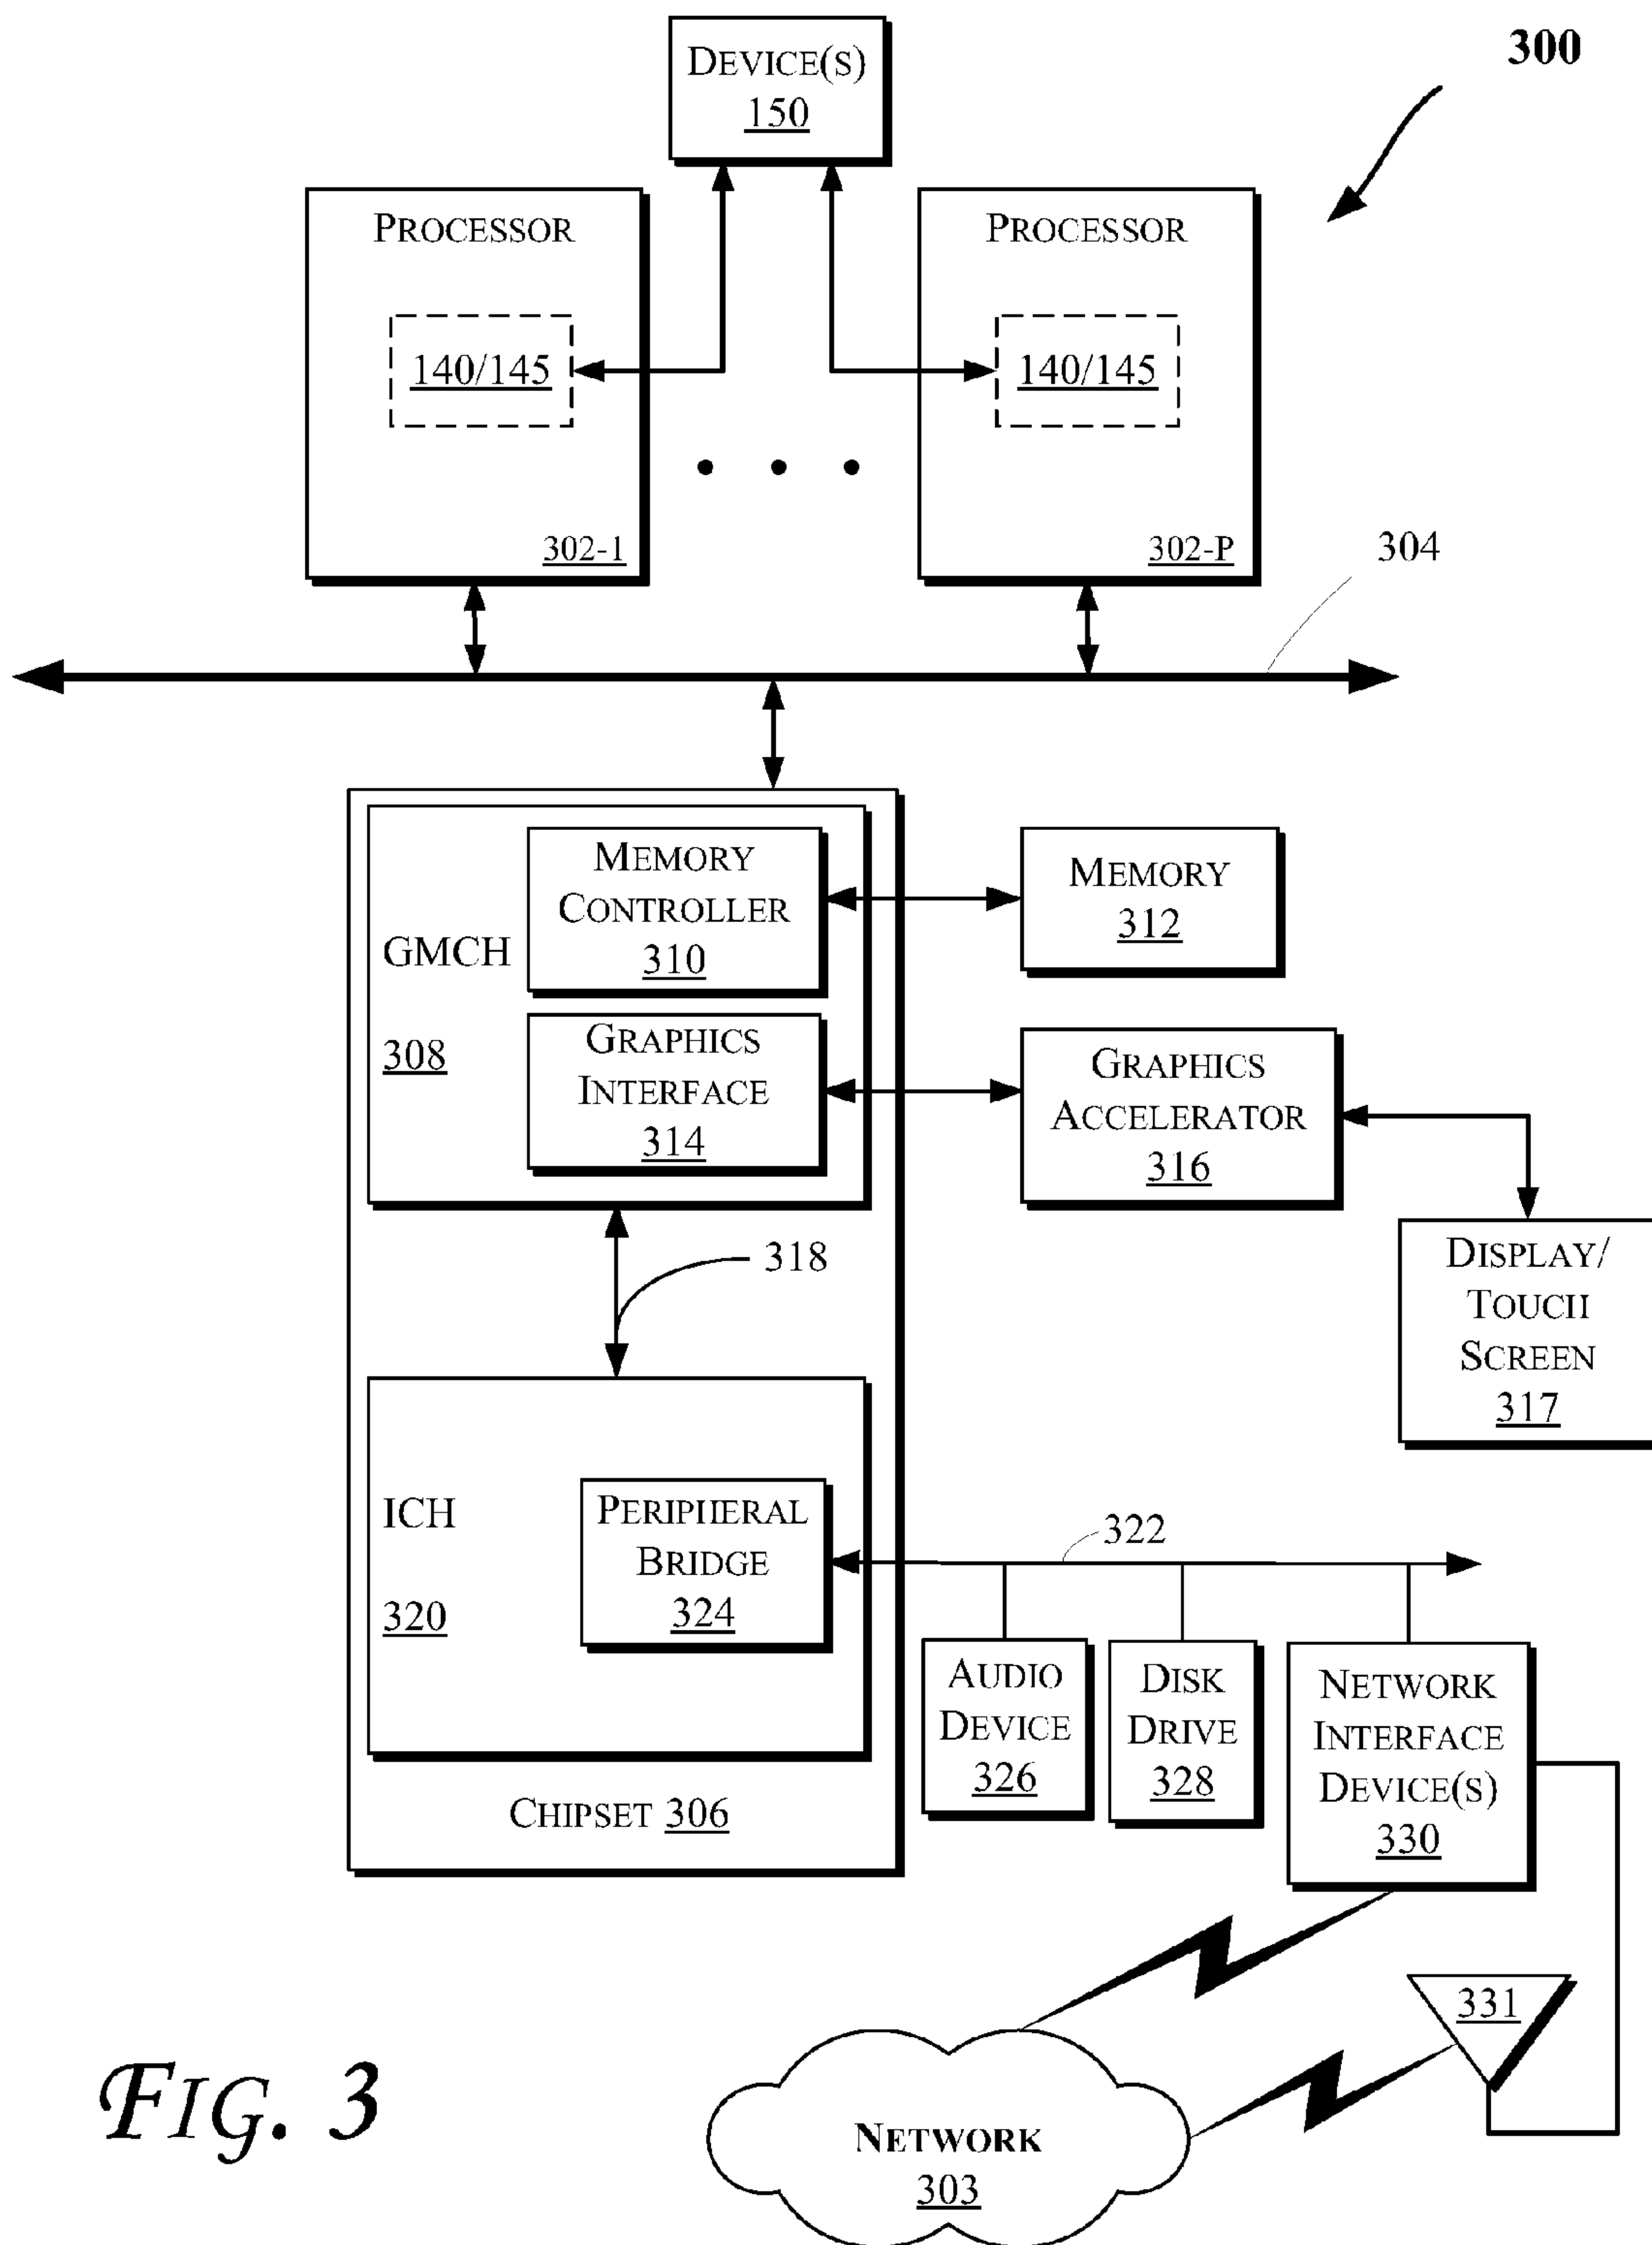 300
DEVICE(S)
150
PROCESSOR
140/145
302-1
PROCESSOR
140/145
302-P
304
MEMORY
CONTROLLER
310
GMCH
308
GRAPHICS
INTERFACE
314
MEMORY
312
GRAPHICS
ACCELERATOR
316
DISPLAY/
TOUCH
SCREEN
317
318
ICH
320
PERIPHERAL
BRIDGE
324
322
AUDIO
DEVICE
326
DISK
DRIVE
328
NETWORK
INTERFACE
DEVICE(S)
330
CHIPSET 306
331
NETWORK
303
FIG. 3